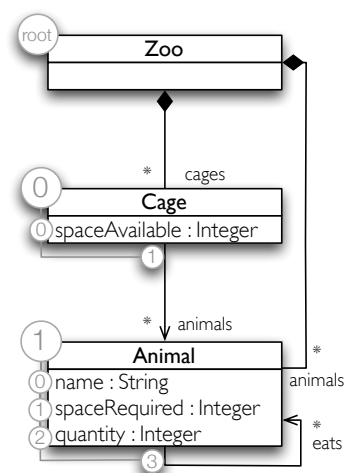 root
Zoo
* cages
0
Cage
0 spaceAvailable : Integer
1
* animals
1
Animal
*
animals
0 name : String
1 spaceRequired : Integer
2 quantity : Integer
*
eats
3